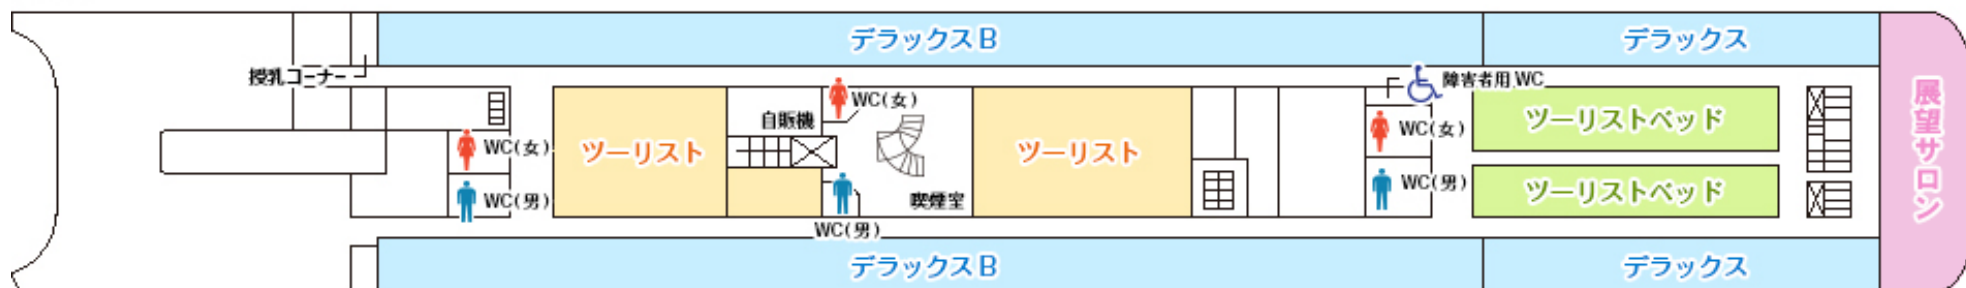 デラックスB
デラックス
授乳コーナー
障害者用WC
WC(女)
自販機
WC(女)
ツーリスト
ツーリスト
WC(女)
ツーリストベッド
展望サロン
WC(男)
喫煙室
WC(男)
WC(男)
ツーリストベッド
デラックスB
デラックス